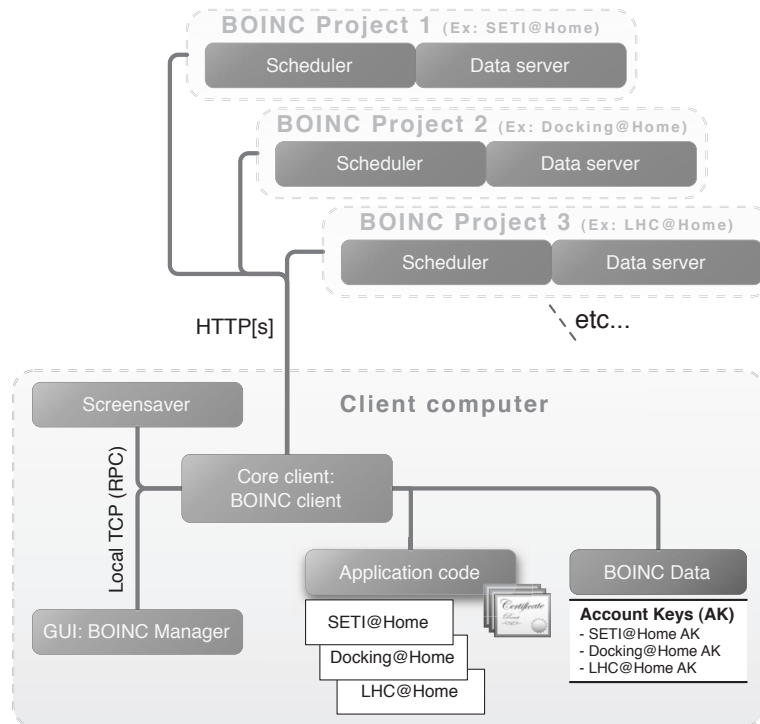 BOINC Project 1 (Ex: SETI@Home)
Scheduler
Data server
BOINC Project 2 (Ex: Docking@Home)
Scheduler
Data server
BOINC Project 3 (Ex: LHC@Home)
Scheduler
Data server
HTTP[s]
etc...
Client computer
Screensaver
Core client:
BOINC client
Local TCP (RPC)
Application code
BOINC Data
Certificate
GUI: BOINC Manager
SETI@Home
Docking@Home
LHC@Home
Account Keys (AK)
- SETI@Home AK
- Docking@Home AK
- LHC@Home AK